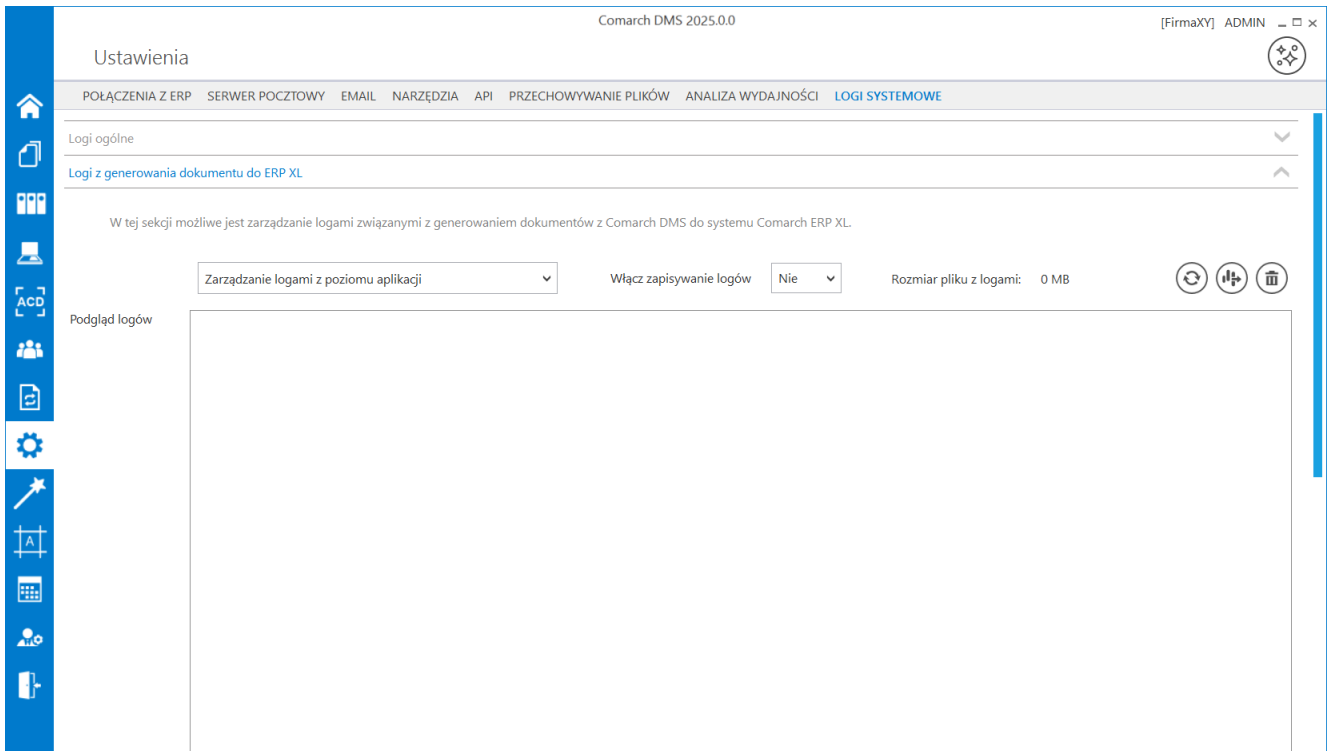 Comarch DMS 2025.0.0
[FirmaXY] ADMIN
Ustawienia
POŁĄCZENIA Z ERP SERWER POCZTOWY EMAIL NARZĘDZIA API PRZECHOWYWANIE PLIKÓW ANALIZA WYDAJNOŚCI LOGI SYSTEMOWE
Logi ogólne
Logi z generowania dokumentu do ERP XL
W tej sekcji możliwe jest zarządzanie logami związanymi z generowaniem dokumentów z Comarch DMS do systemu Comarch ERP XL.
Zarządzanie logami z poziomu aplikacji Włącz zapisywanie logów Nie Rozmiar pliku z logami: 0 MB
Podgląd logów
ACD
A